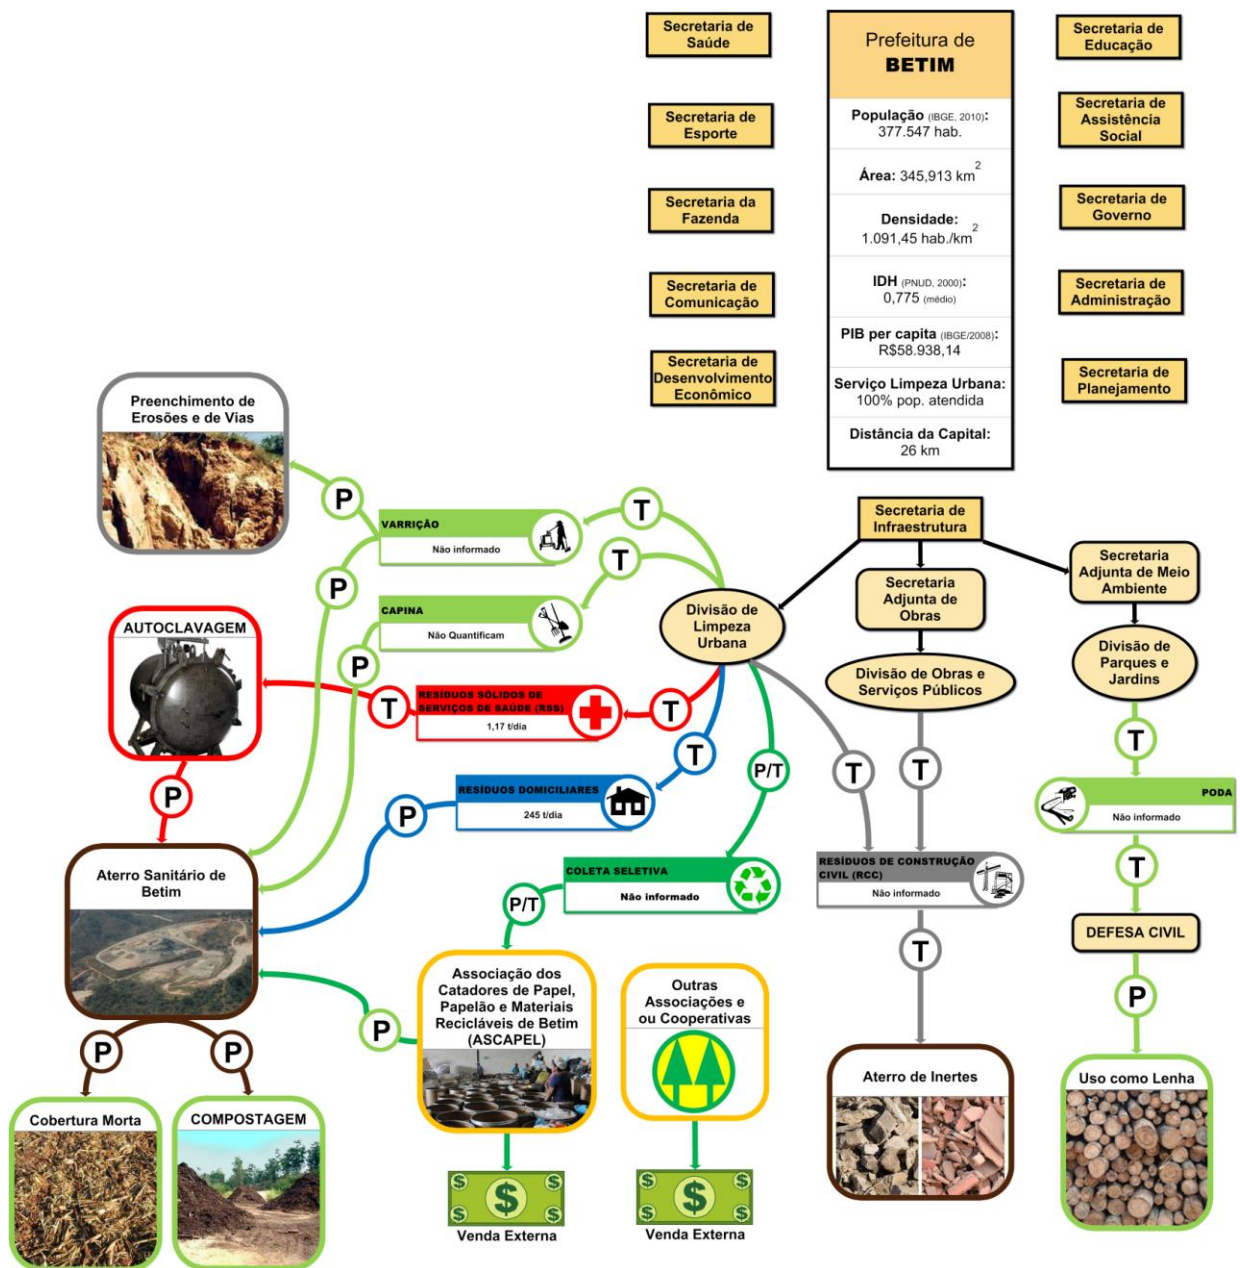 Secretaria de
Saúde
Secretaria de
Esporte
Secretaria da
Fazenda
Secretaria de
Comunicação
Secretaria de
Desenvolvimento
Econômico
Prefeitura de
BETIM
População (IBGE, 2010):
377.547 hab.
Área: 345,913 km2
Densidade:
1.091,45 hab./km2
IDH (PNUD, 2000):
0,775 (médio)
PIB per capita (IBGE/2008):
R$58.938,14
Serviço Limpeza Urbana:
100% pop. atendida
Distância da Capital:
26 km
Secretaria de
Educação
Secretaria de
Assistência
Social
Secretaria de
Governo
Secretaria de
Administração
Secretaria de
Planejamento
Preenchimento de
Erosões e de Vias
P
VARRIÇÃO
Não informado
T
P
CAPINA
Não Quantificam
T
P
Secretaria de
Infraestrutura
Divisão de
Limpeza
Urbana
Secretaria
Adjunta de
Obras
Divisão de Obras e
Serviços Públicos
Secretaria
Adjunta de Meio
Ambiente
Divisão de
Parques e
Jardins
AUTOCLAVAGEM
T
RESÍDUOS SÓLIDOS DE
SERVIÇOS DE SAÚDE (RSS)
1,17 t/dia
T
P
RESÍDUOS DOMICILIARES
245 t/dia
T
P
P/T
T
T
T
PODA
Não informado
COLETA SELETIVA
Não informado
P/T
RESÍDUOS DE CONSTRUÇÃO
CIVIL (RCC)
Não informado
T
T
DEFESA CIVIL
P
Aterro Sanitário de
Betim
P
P
P
Associação dos
Catadores de Papel,
Papelão e Materiais
Recicláveis de Betim
(ASCAPEL)
Outras
Associações e
ou Cooperativas
Aterro de Inertes
Uso como Lenha
Cobertura Morta
COMPOSTAGEM
$ $ $ $ $
Venda Externa
$ $ $ $ $
Venda Externa